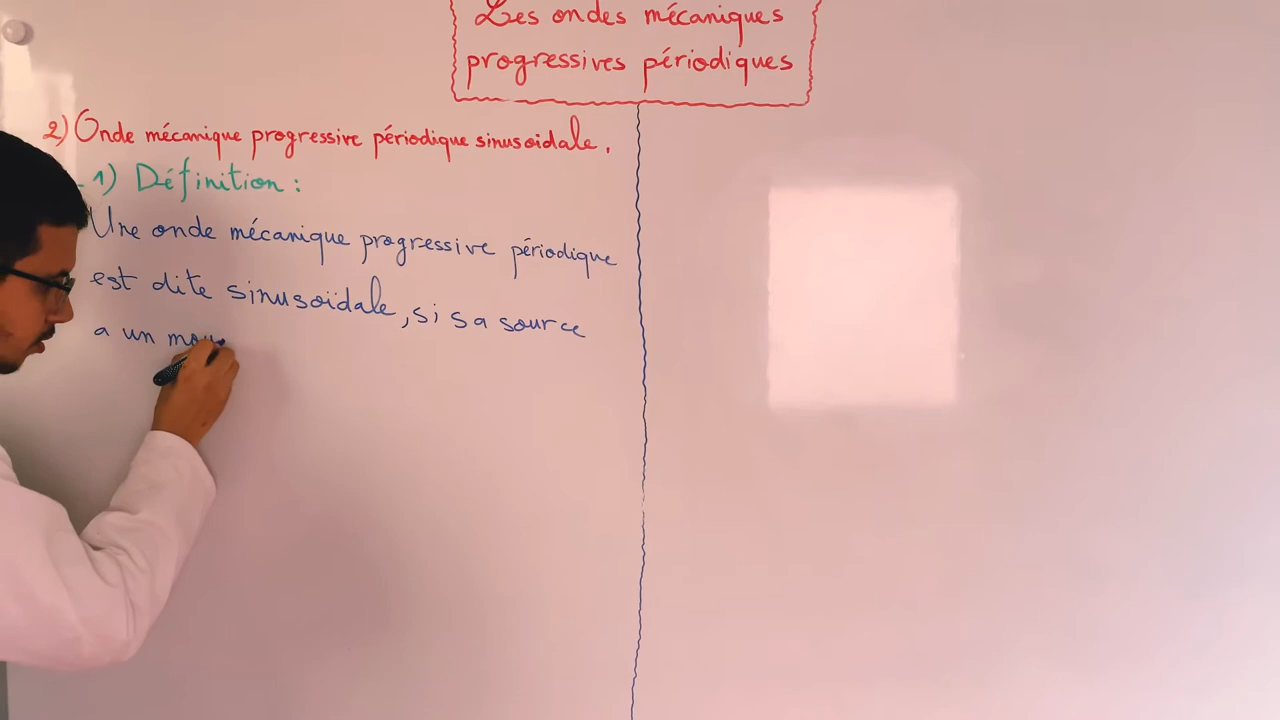 Les ondes mécaniques
progressives périodiques
2) Onde mécanique progressive périodique sinusoidale.
1) Définition :
Une onde mécanique progressive périodique
est dite sinusoïdale, si sa source
a un mou